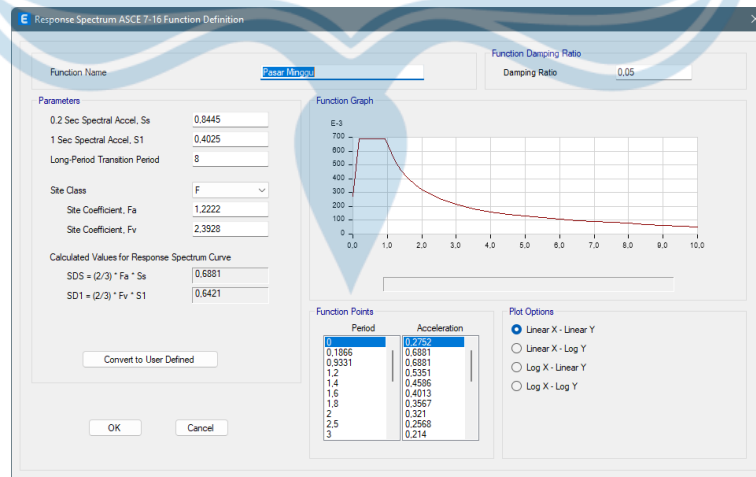 E Response Spectrum ASCE 7-16 Function Definition
Function Name Pasar Minggu
Function Damping Ratio
Damping Ratio 0,05
Parameters
0.2 Sec Spectral Accel, Ss 0,8445
1 Sec Spectral Accel, S1 0,4025
Long-Period Transition Period 8
Site Class F
Site Coefficient, Fa 1,2222
Site Coefficient, Fv 2,3928
Calculated Values for Response Spectrum Curve
SDS = (2/3) * Fa * Ss 0,6881
SD1 = (2/3) * Fv * S1 0,6421
Convert to User Defined
OK Cancel
Function Graph
E-3
700
600
500
400
300
200
100
0
0,0 1,0 2,0 3,0 4,0 5,0 6,0 7,0 8,0 9,0 10,0
Function Points
Period Acceleration
0 0,2752
0,1866 0,6881
0,9331 0,6881
1,2 0,5351
1,4 0,4586
1,6 0,4013
1,8 0,3567
2 0,321
2,5 0,2568
3 0,214
Plot Options
Linear X - Linear Y
Linear X - Log Y
Log X - Linear Y
Log X - Log Y